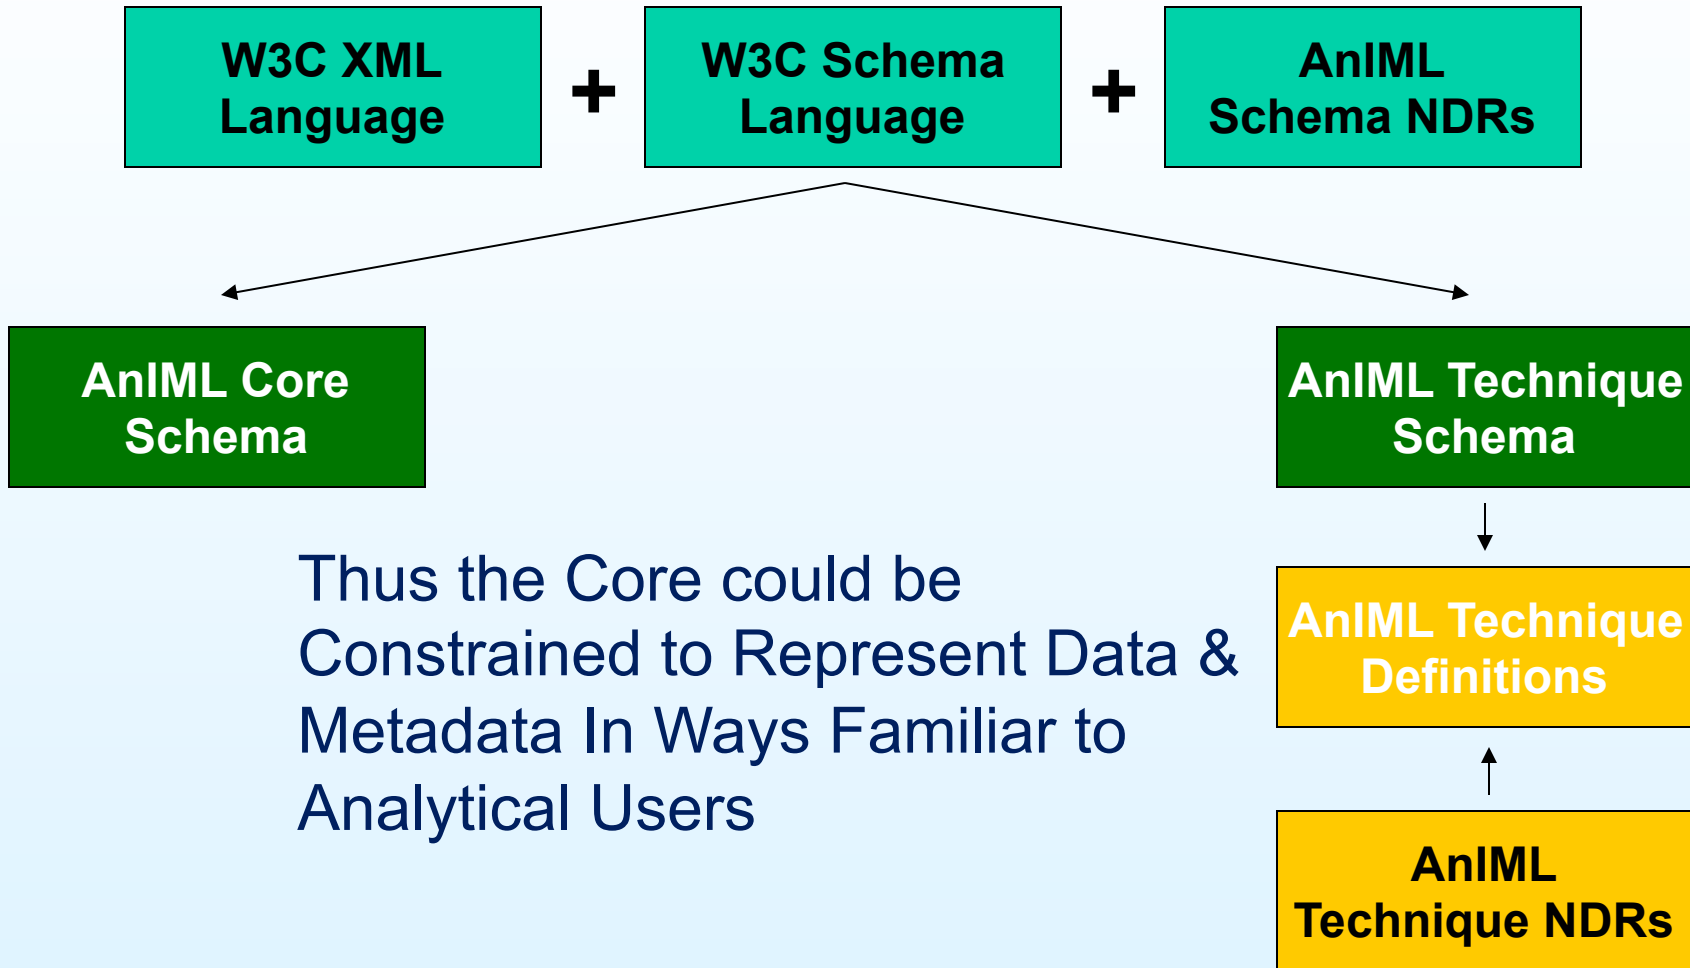 W3C XML
Language
+
W3C Schema
Language
+
AnIML
Schema NDRs
AnIML Core
Schema
AnIML Technique
Schema
Thus the Core could be
Constrained to Represent Data &
Metadata In Ways Familiar to
Analytical Users
AnIML Technique
Definitions
AnIML
Technique NDRs